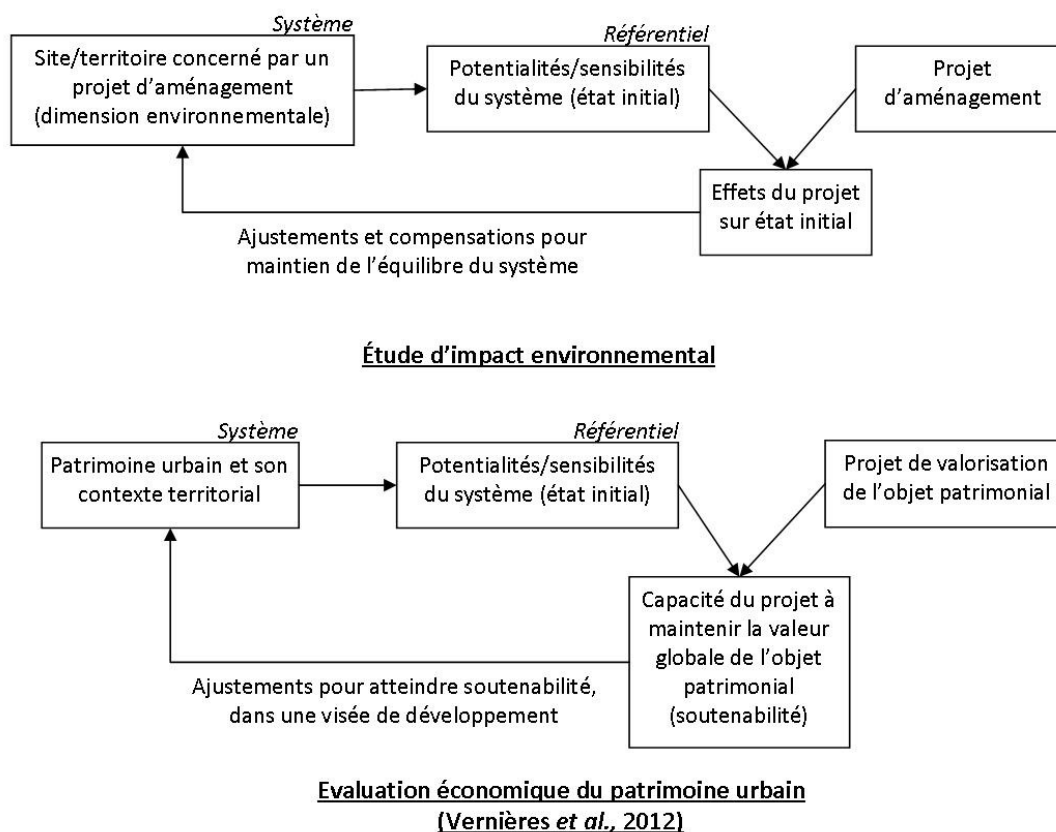 Système
Site/territoire concerné par un
projet d'aménagement
(dimension environnementale)
Référentiel
Potentialités/sensibilités
du système (état initial)
Projet
d'aménagement
Effets du projet
sur état initial
Ajustements et compensations pour
maintien de l'équilibre du système
Étude d'impact environnemental
Système
Patrimoine urbain et son
contexte territorial
Référentiel
Potentialités/sensibilités
du système (état initial)
Projet de valorisation
de l'objet patrimonial
Capacité du projet à
maintenir la valeur
globale de l'objet
patrimonial
(soutenabilité)
Ajustements pour atteindre soutenabilité,
dans une visée de développement
Evaluation économique du patrimoine urbain
(Vernières et al., 2012)